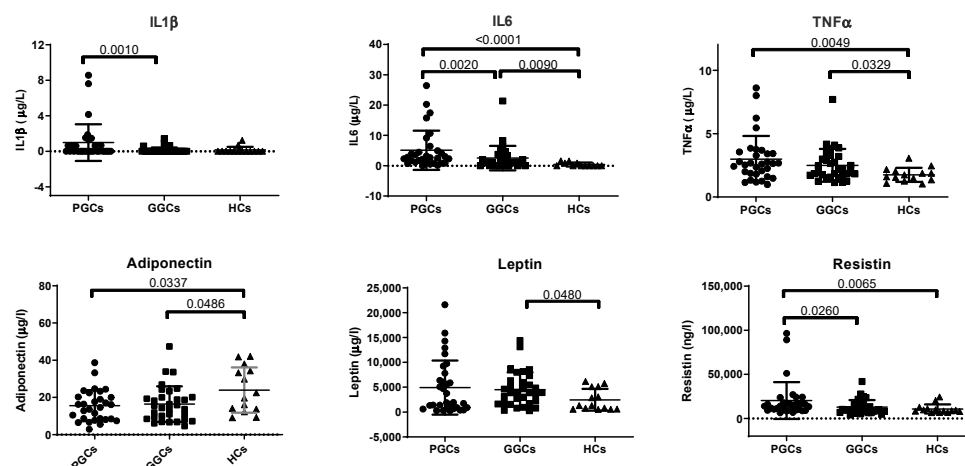 IL1β
0.0010
IL1β (µg/L)
12
8
4
0
-4
PGCs
GGCs
HCs
IL6
<0.0001
0.0020
0.0090
IL6 (µg/L)
40
30
20
10
0
-10
PGCs
GGCs
HCs
TNFα
0.0049
0.0329
TNFα ( µg/L)
10
5
0
PGCs
GGCs
HCs
Adiponectin
0.0337
0.0486
Adiponectin (µg/l)
80
60
40
20
0
PGCs
GGCs
HCs
Leptin
0.0480
Leptin (µg/l)
25,000
20,000
15,000
10,000
5,000
0
-5,000
PGCs
GGCs
HCs
Resistin
0.0065
0.0260
Resistin (ng/l)
150,000
100,000
50,000
0
PGCs
GGCs
HCs